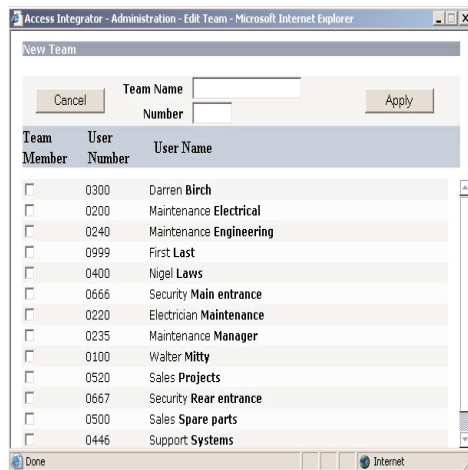 Access Integrator - Administration - Edit Team - Microsoft Internet Explorer
New Team
Cancel
Team Name
Number
Apply
Team Member
User Number
User Name
0300 Darren Birch
0200 Maintenance Electrical
0240 Maintenance Engineering
0999 First Last
0400 Nigel Laws
0666 Security Main entrance
0220 Electrician Maintenance
0235 Maintenance Manager
0100 Walter Mitty
0520 Sales Projects
0667 Security Rear entrance
0500 Sales Spare parts
0446 Support Systems
Done
Internet